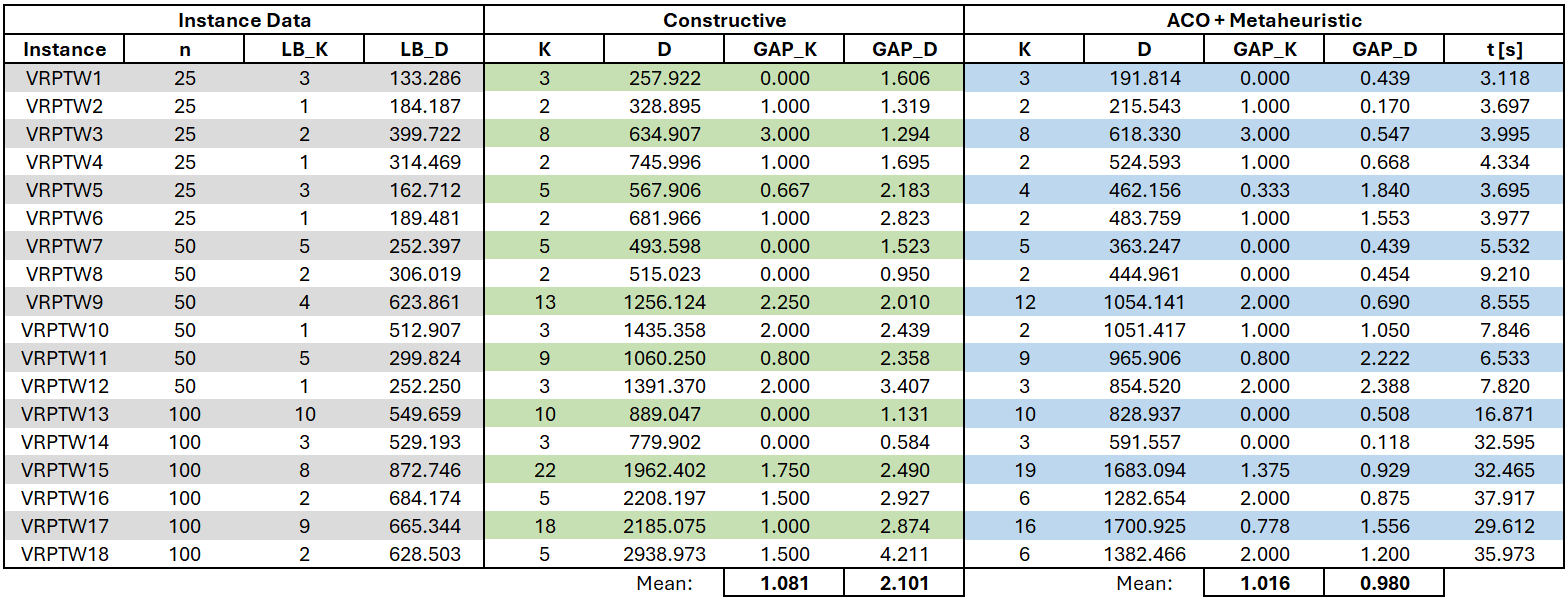 Instance Data Constructive ACO + Metaheuristic
Instance n LB_K LB_D K D GAP_K GAP_D K D GAP_K GAP_D t [s]
VRPTW1 25 3 133.286 3 257.922 0.000 1.606 3 191.814 0.000 0.439 3.118
VRPTW2 25 1 184.187 2 328.895 1.000 1.319 2 215.543 1.000 0.170 3.697
VRPTW3 25 2 399.722 8 634.907 3.000 1.294 8 618.330 3.000 0.547 3.995
VRPTW4 25 1 314.469 2 745.996 1.000 1.695 2 524.593 1.000 0.668 4.334
VRPTW5 25 3 162.712 5 567.906 0.667 2.183 4 462.156 0.333 1.840 3.695
VRPTW6 25 1 189.481 2 681.966 1.000 2.823 2 483.759 1.000 1.553 3.977
VRPTW7 50 5 252.397 5 493.598 0.000 1.523 5 363.247 0.000 0.439 5.532
VRPTW8 50 2 306.019 2 515.023 0.000 0.950 2 444.961 0.000 0.454 9.210
VRPTW9 50 4 623.861 13 1256.124 2.250 2.010 12 1054.141 2.000 0.690 8.555
VRPTW10 50 1 512.907 3 1435.358 2.000 2.439 2 1051.417 1.000 1.050 7.846
VRPTW11 50 5 299.824 9 1060.250 0.800 2.358 9 965.906 0.800 2.222 6.533
VRPTW12 50 1 252.250 3 1391.370 2.000 3.407 3 854.520 2.000 2.388 7.820
VRPTW13 100 10 549.659 10 889.047 0.000 1.131 10 828.937 0.000 0.508 16.871
VRPTW14 100 3 529.193 3 779.902 0.000 0.584 3 591.557 0.000 0.118 32.595
VRPTW15 100 8 872.746 22 1962.402 1.750 2.490 19 1683.094 1.375 0.929 32.465
VRPTW16 100 2 684.174 5 2208.197 1.500 2.927 6 1282.654 2.000 0.875 37.917
VRPTW17 100 9 665.344 18 2185.075 1.000 2.874 16 1700.925 0.778 1.556 29.612
VRPTW18 100 2 628.503 5 2938.973 1.500 4.211 6 1382.466 2.000 1.200 35.973
Mean: 1.081 2.101 Mean: 1.016 0.980